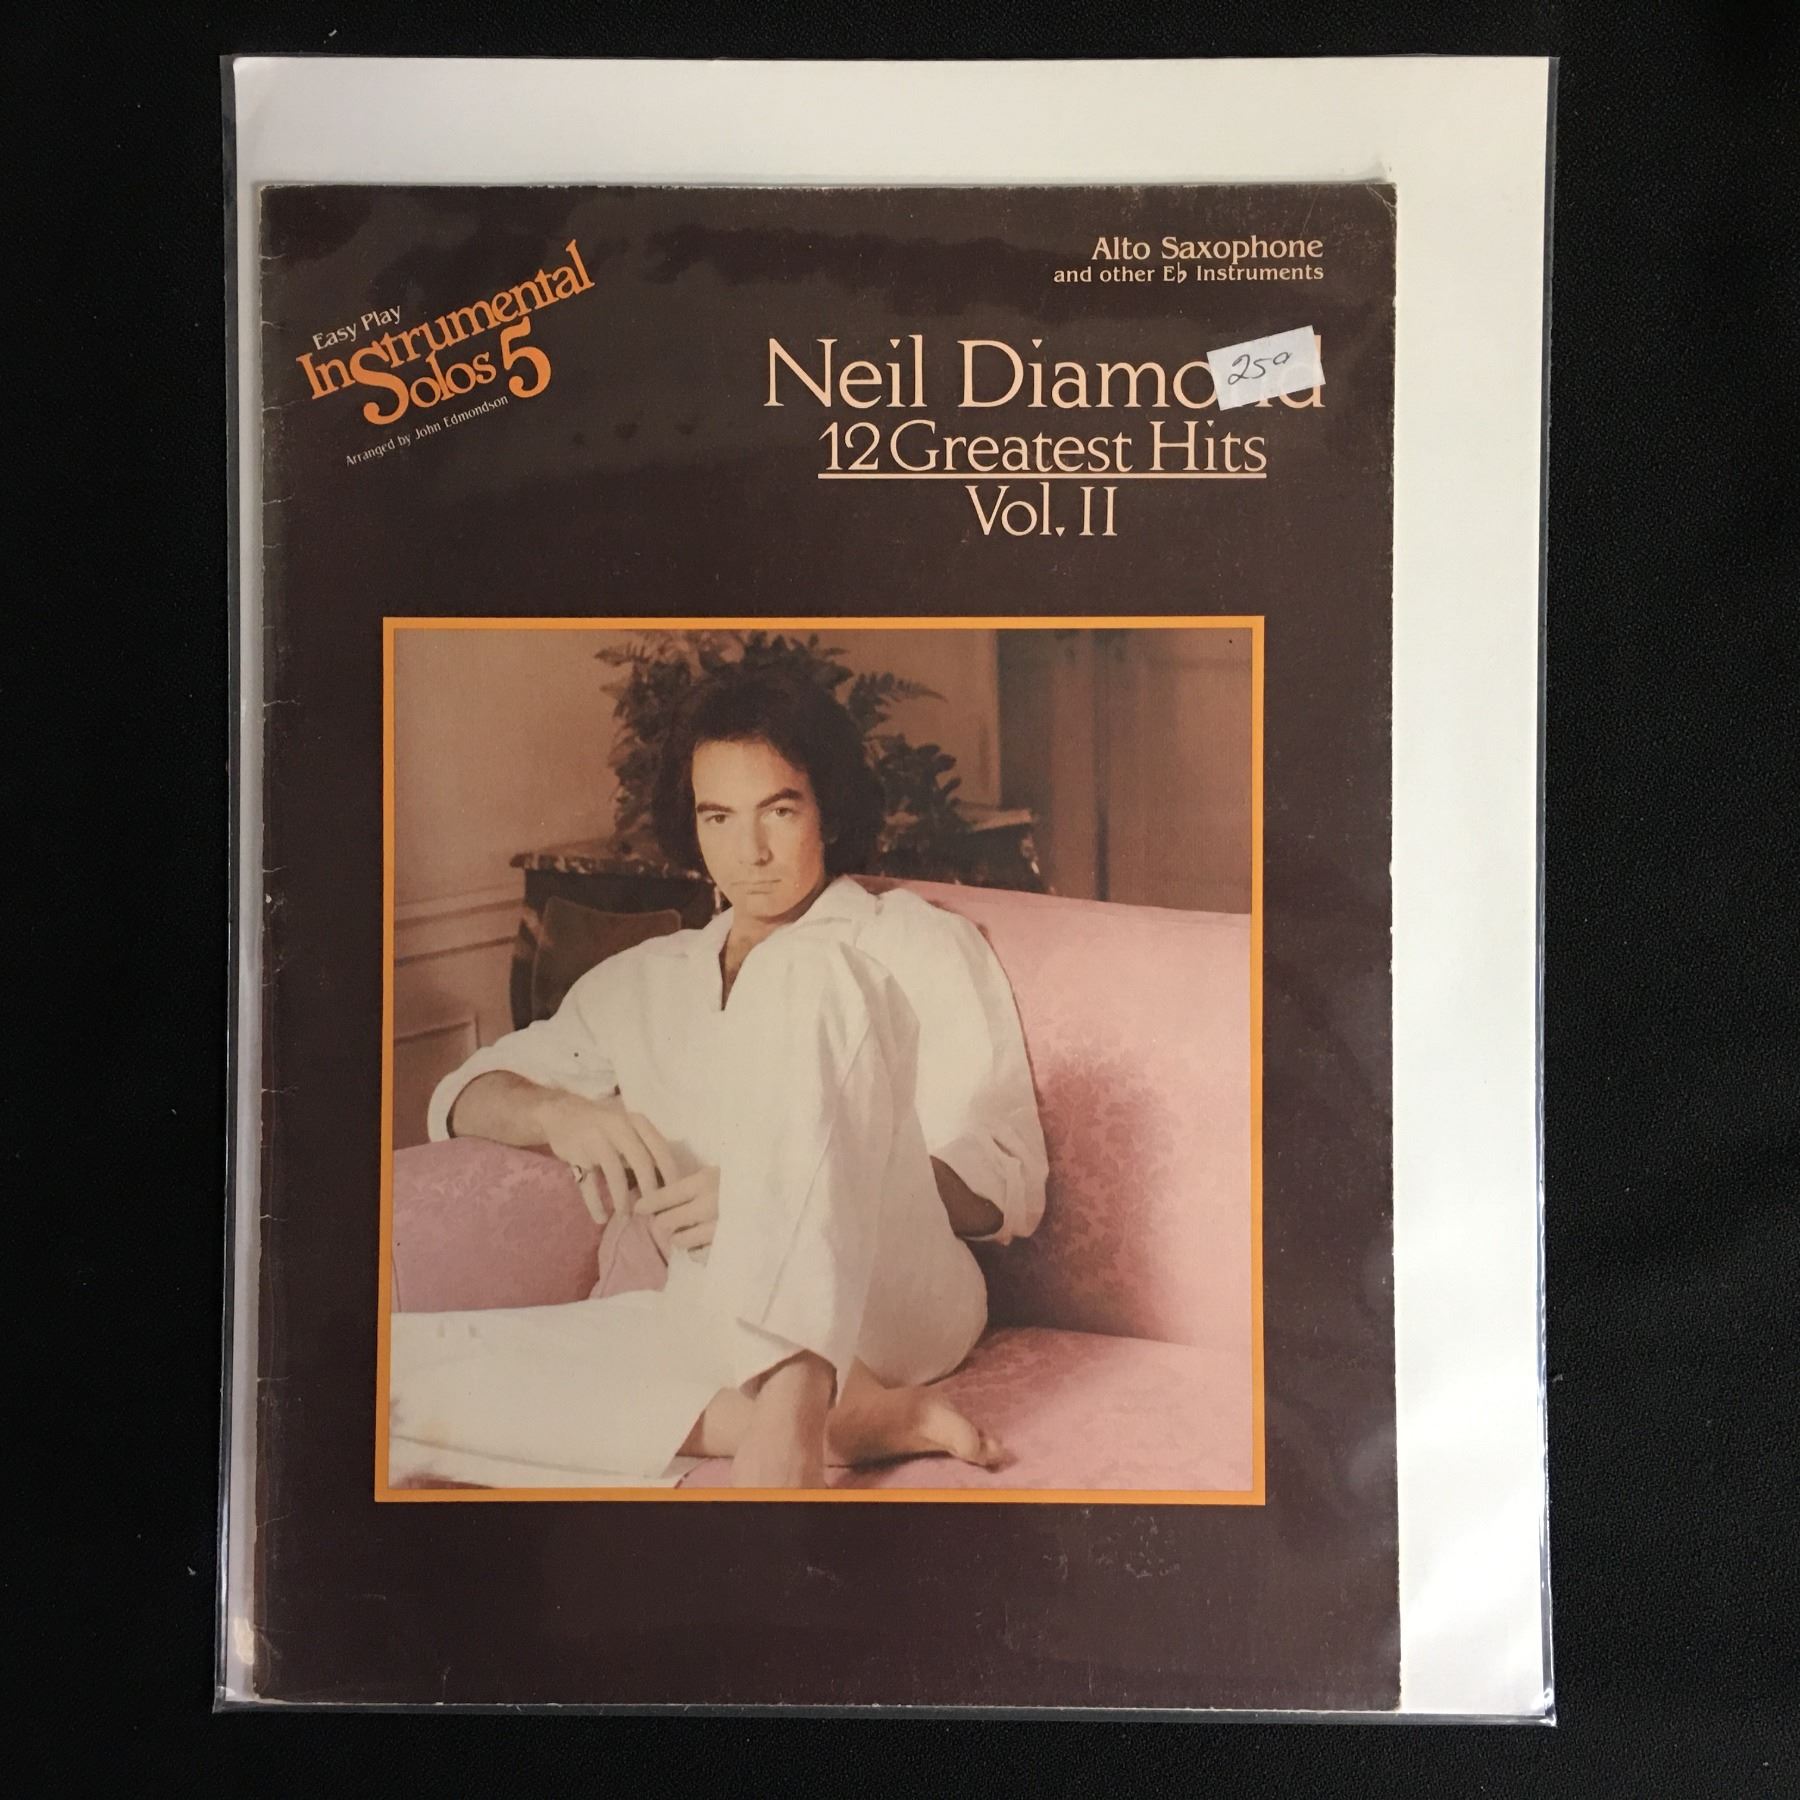 Easy Play
Instrumental
Solos 5
Arranged by John Edmondson
Alto Saxophone
and other E♭ Instruments
Neil Diamond
250
12 Greatest Hits
Vol. II